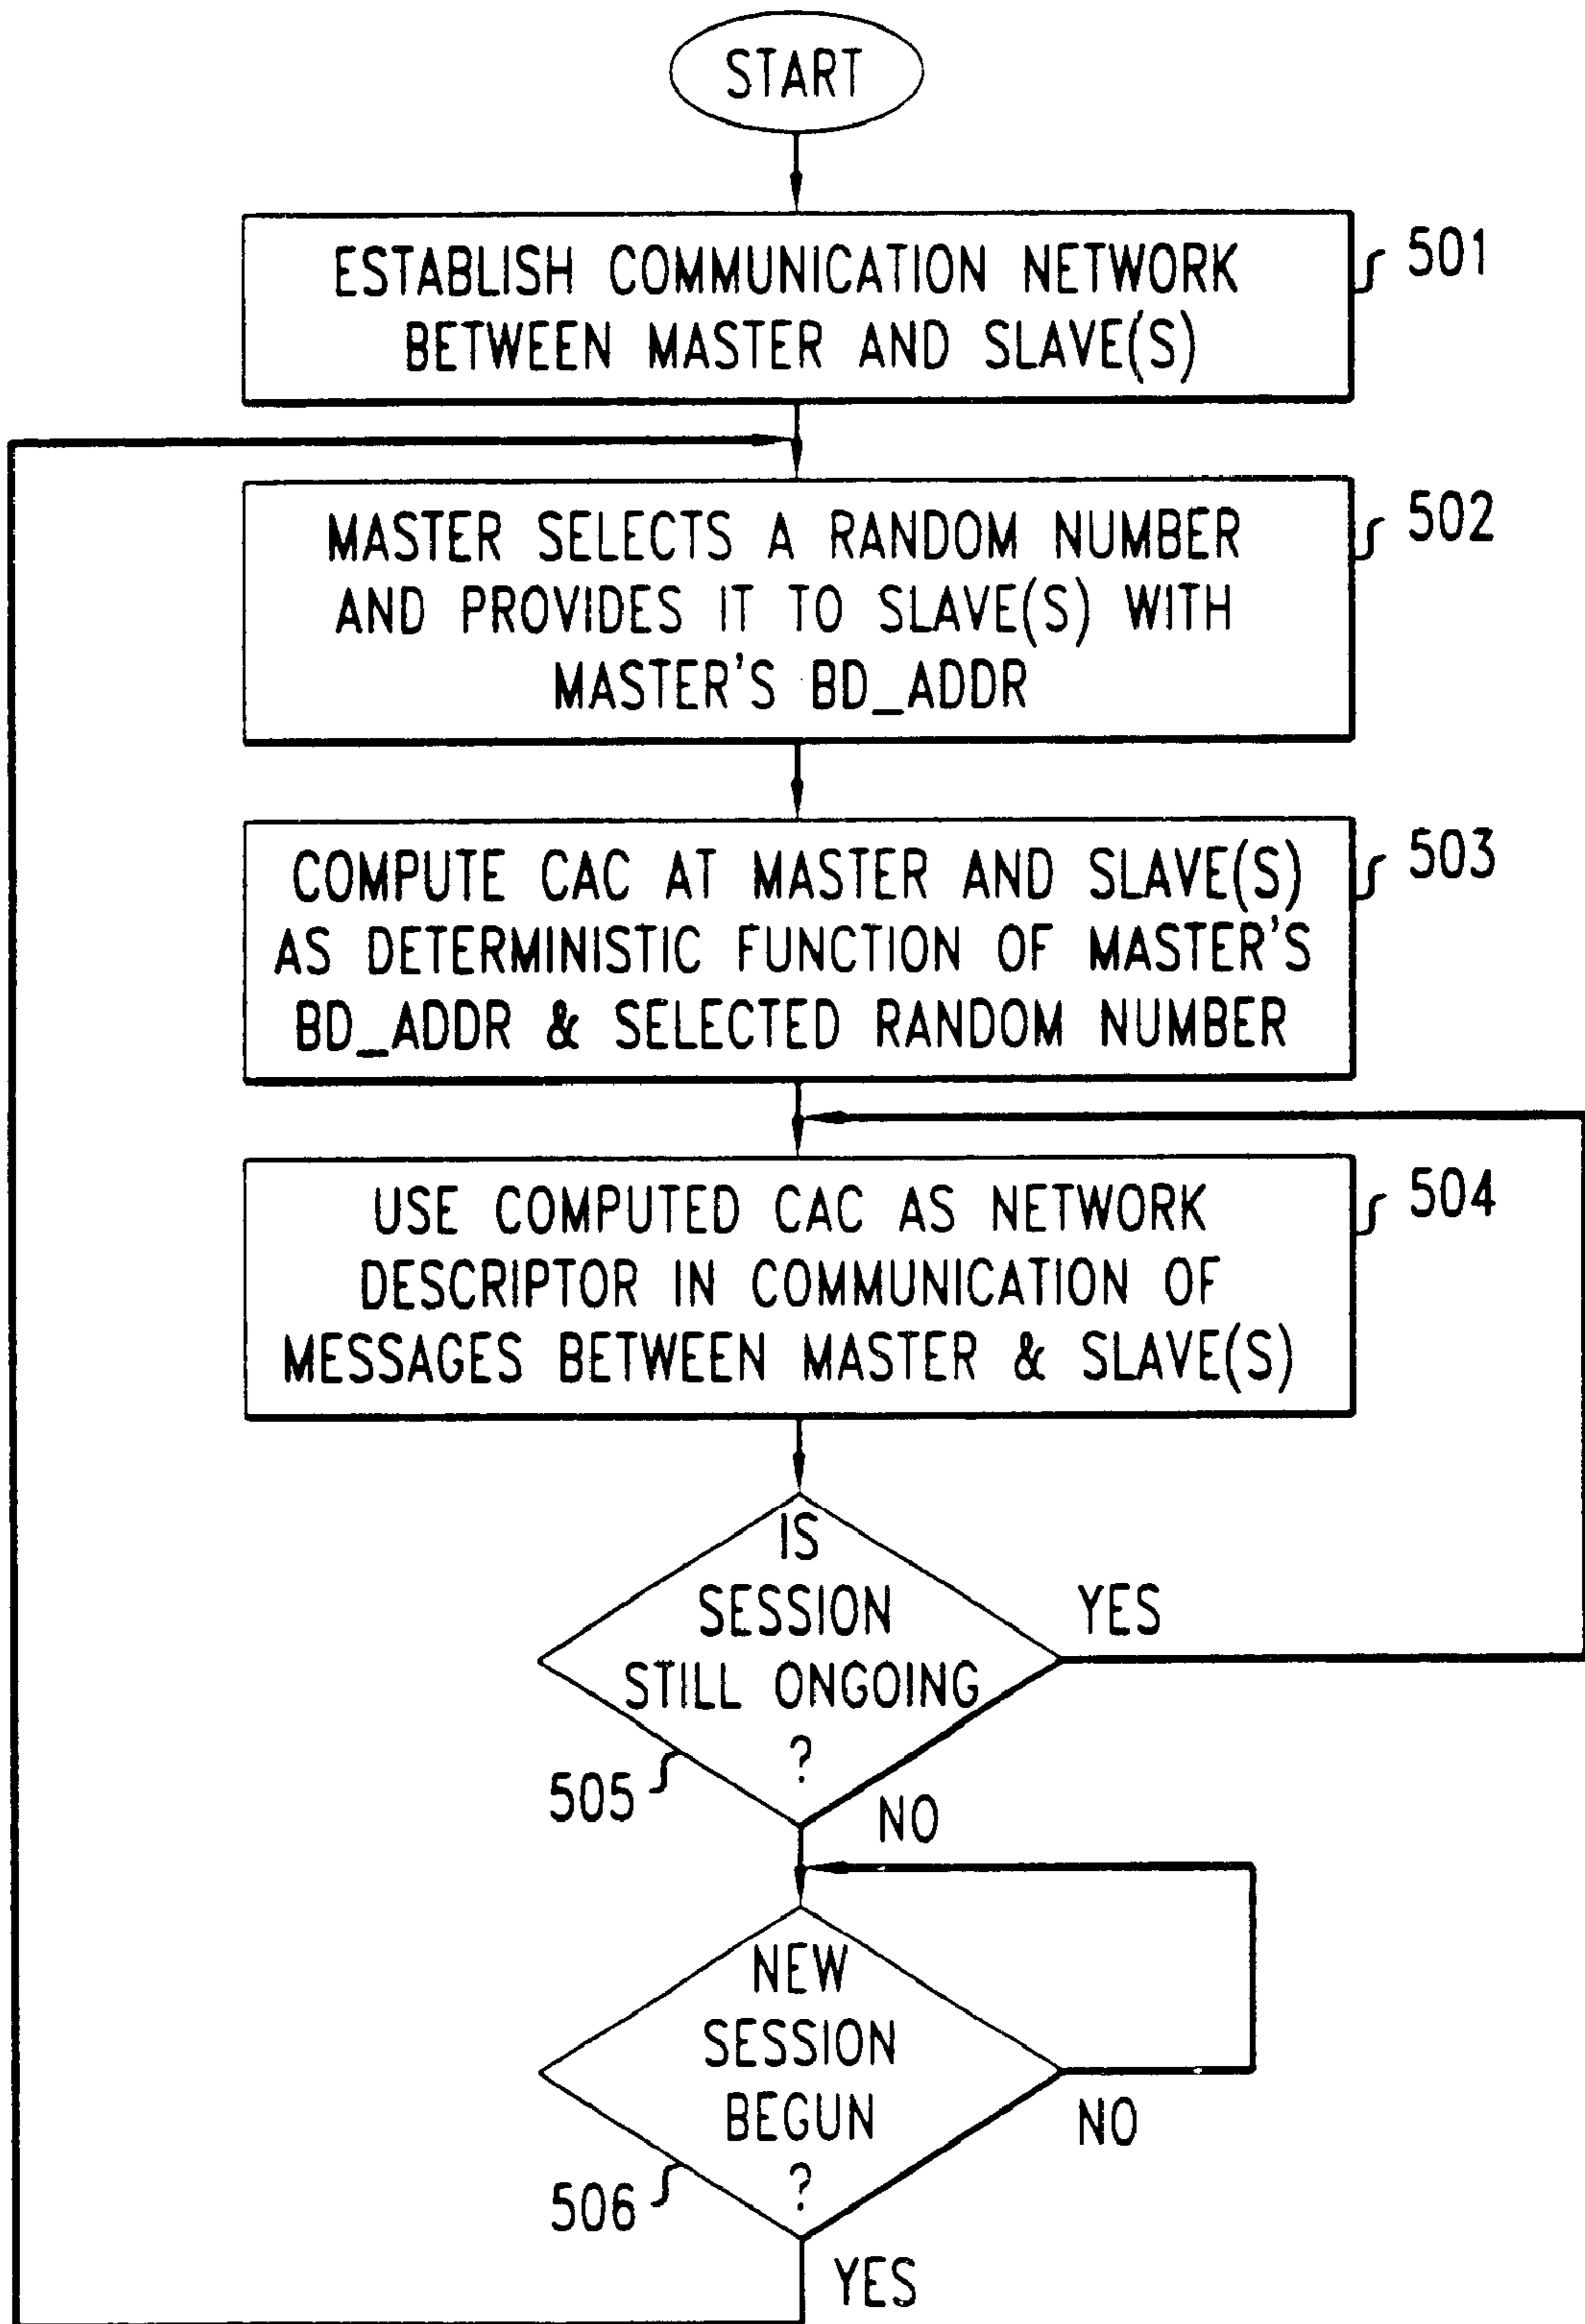 START
ESTABLISH COMMUNICATION NETWORK
BETWEEN MASTER AND SLAVE(S)
501
MASTER SELECTS A RANDOM NUMBER
AND PROVIDES IT TO SLAVE(S) WITH
MASTER'S BD_ADDR
502
COMPUTE CAC AT MASTER AND SLAVE(S)
AS DETERMINISTIC FUNCTION OF MASTER'S
BD_ADDR & SELECTED RANDOM NUMBER
503
USE COMPUTED CAC AS NETWORK
DESCRIPTOR IN COMMUNICATION OF
MESSAGES BETWEEN MASTER & SLAVE(S)
504
IS
SESSION
STILL ONGOING
?
YES
505
NO
NEW
SESSION
BEGUN
?
NO
506
YES